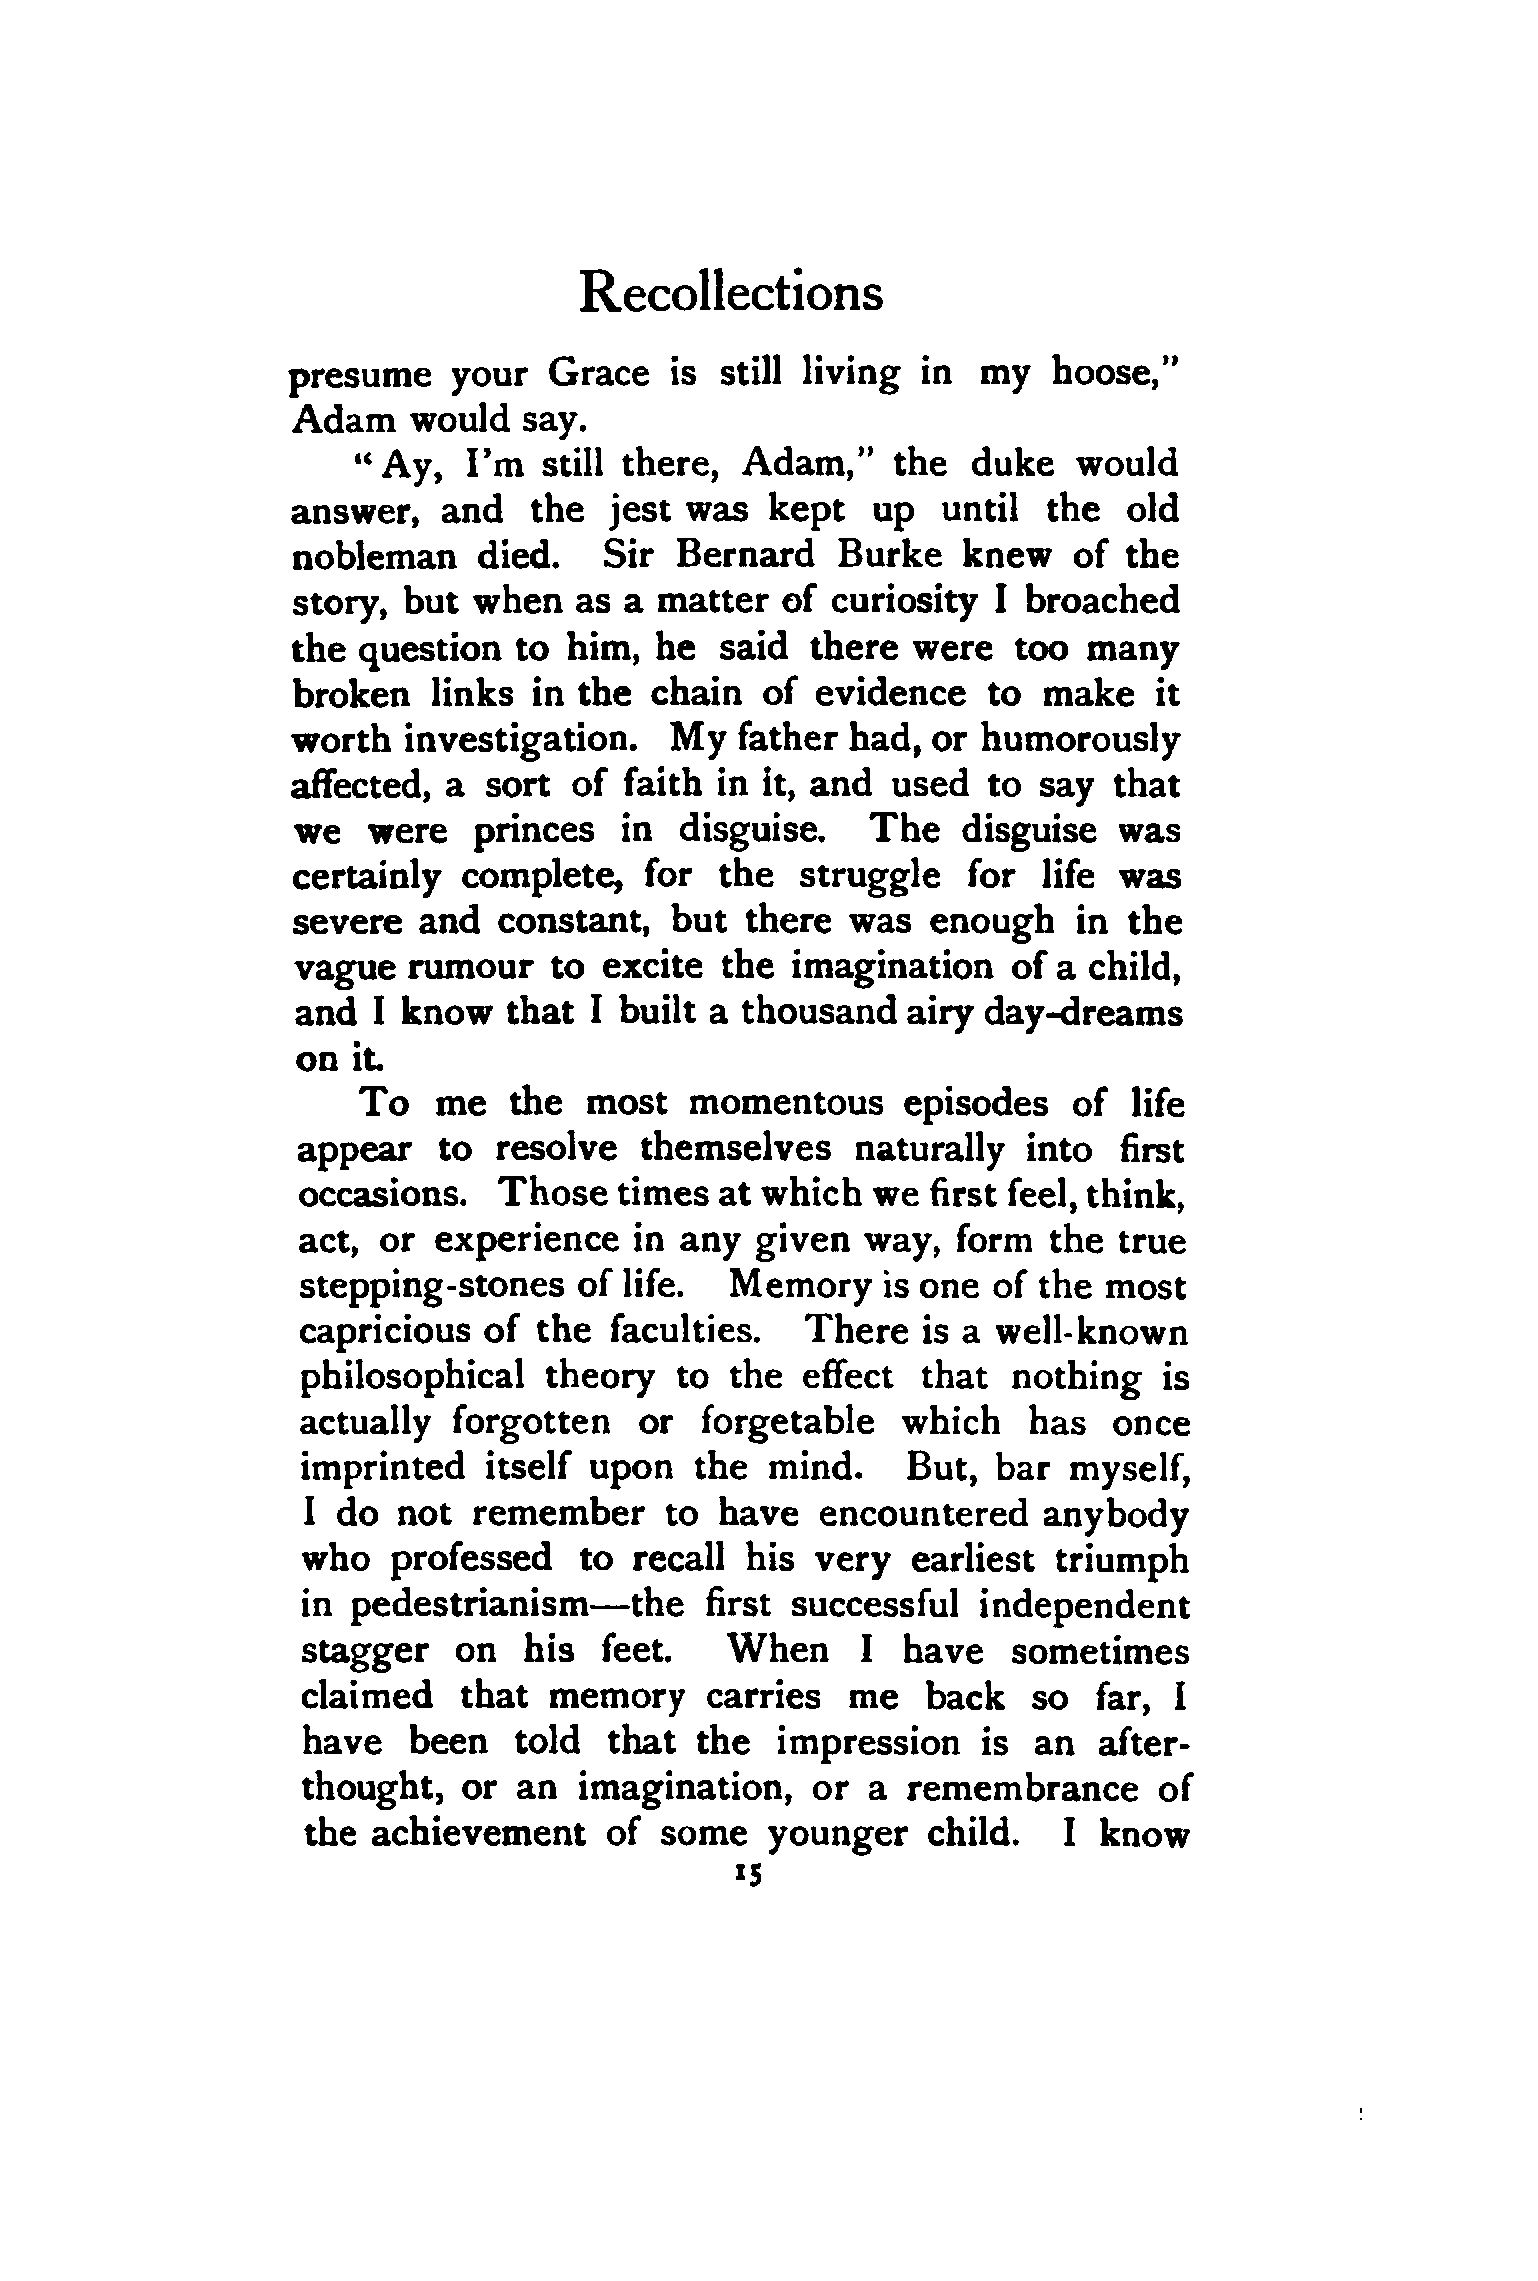 Recollections
presume your Grace is still living in my hoose,"
Adam would say.
"Ay, I'm still there, Adam," the duke would
answer, and the jest was kept up until the old
nobleman died. Sir Bernard Burke knew of the
story, but when as a matter of curiosity I broached
the question to him, he said there were too many
broken links in the chain of evidence to make it
worth investigation. My father had, or humorously
affected, a sort of faith in it, and used to say that
we were princes in disguise. The disguise was
certainly complete, for the struggle for life was
severe and constant, but there was enough in the
vague rumour to excite the imagination of a child,
and I know that I built a thousand airy day-dreams
on it.
To me the most momentous episodes of life
appear to resolve themselves naturally into first
occasions. Those times at which we first feel, think,
act, or experience in any given way, form the true
stepping-stones of life. Memory is one of the most
capricious of the faculties. There is a well-known
philosophical theory to the effect that nothing is
actually forgotten or forgetable which has once
imprinted itself upon the mind. But, bar myself,
I do not remember to have encountered anybody
who professed to recall his very earliest triumph
in pedestrianism—the first successful independent
stagger on his feet. When I have sometimes
claimed that memory carries me back so far, I
have been told that the impression is an after-
thought, or an imagination, or a remembrance of
the achievement of some younger child. I know
15